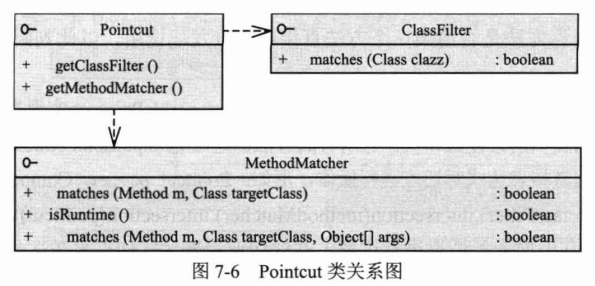 Pointcut
+ getClassFilter ()
+ getMethodMatcher ()
ClassFilter
+ matches (Class clazz) : boolean
MethodMatcher
+ matches (Method m, Class targetClass) : boolean
+ isRuntime () : boolean
+ matches (Method m, Class targetClass, Object[] args) : boolean
图 7-6 Pointcut 类关系图